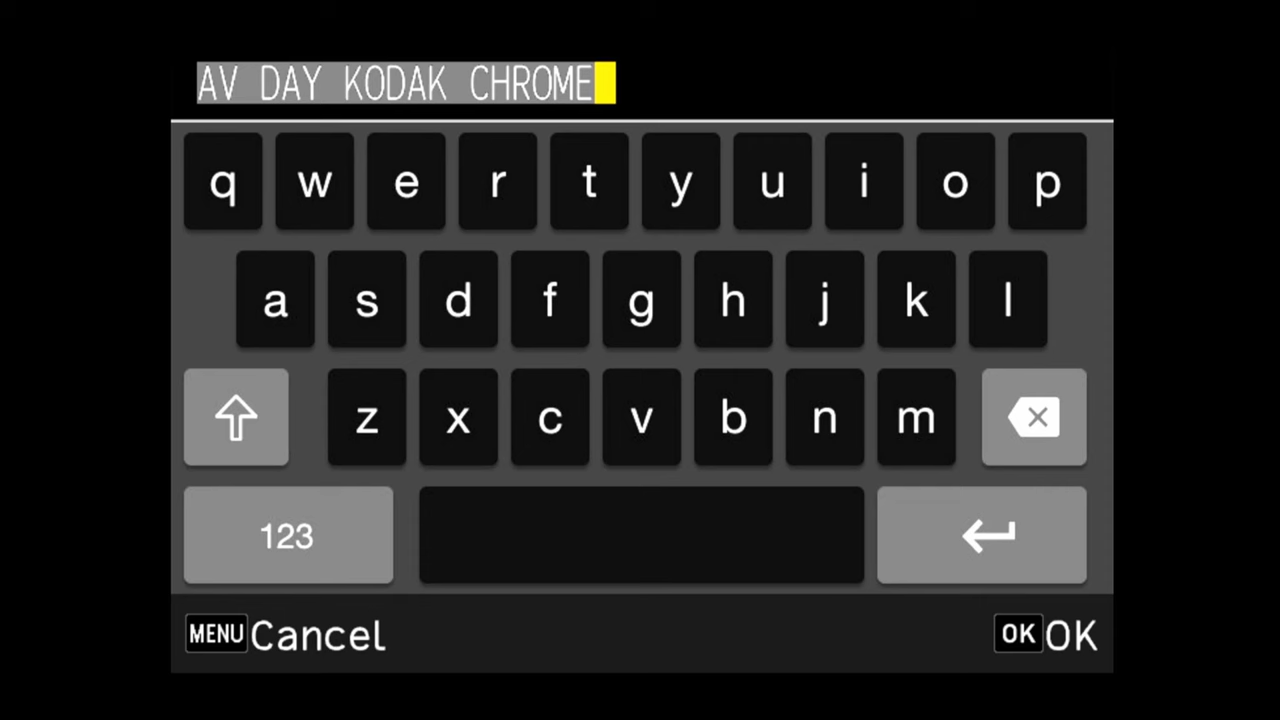 AV DAY KODAK CHROME
q w e r t y u i o p
a s d f g h j k l
z x c v b n m
123
MENU Cancel OK OK